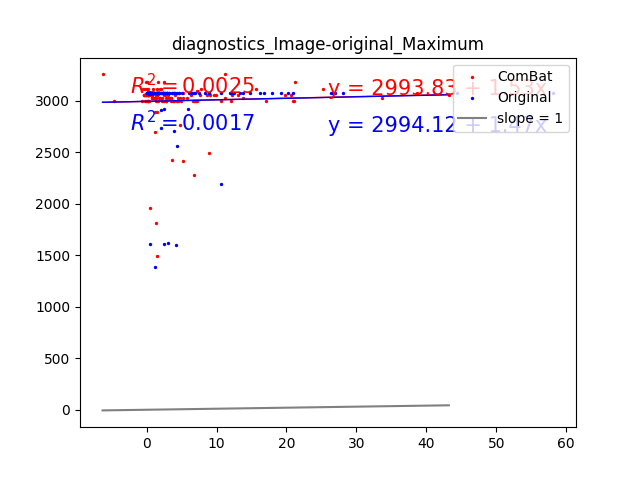 diagnostics_Image-original_Maximum
R² =0.0025
y = 2993.83 + 1.53x
R² =0.0017
y = 2994.12 + 1.47x
ComBat
Original
slope = 1
3000
2500
2000
1500
1000
500
0
0 10 20 30 40 50 60